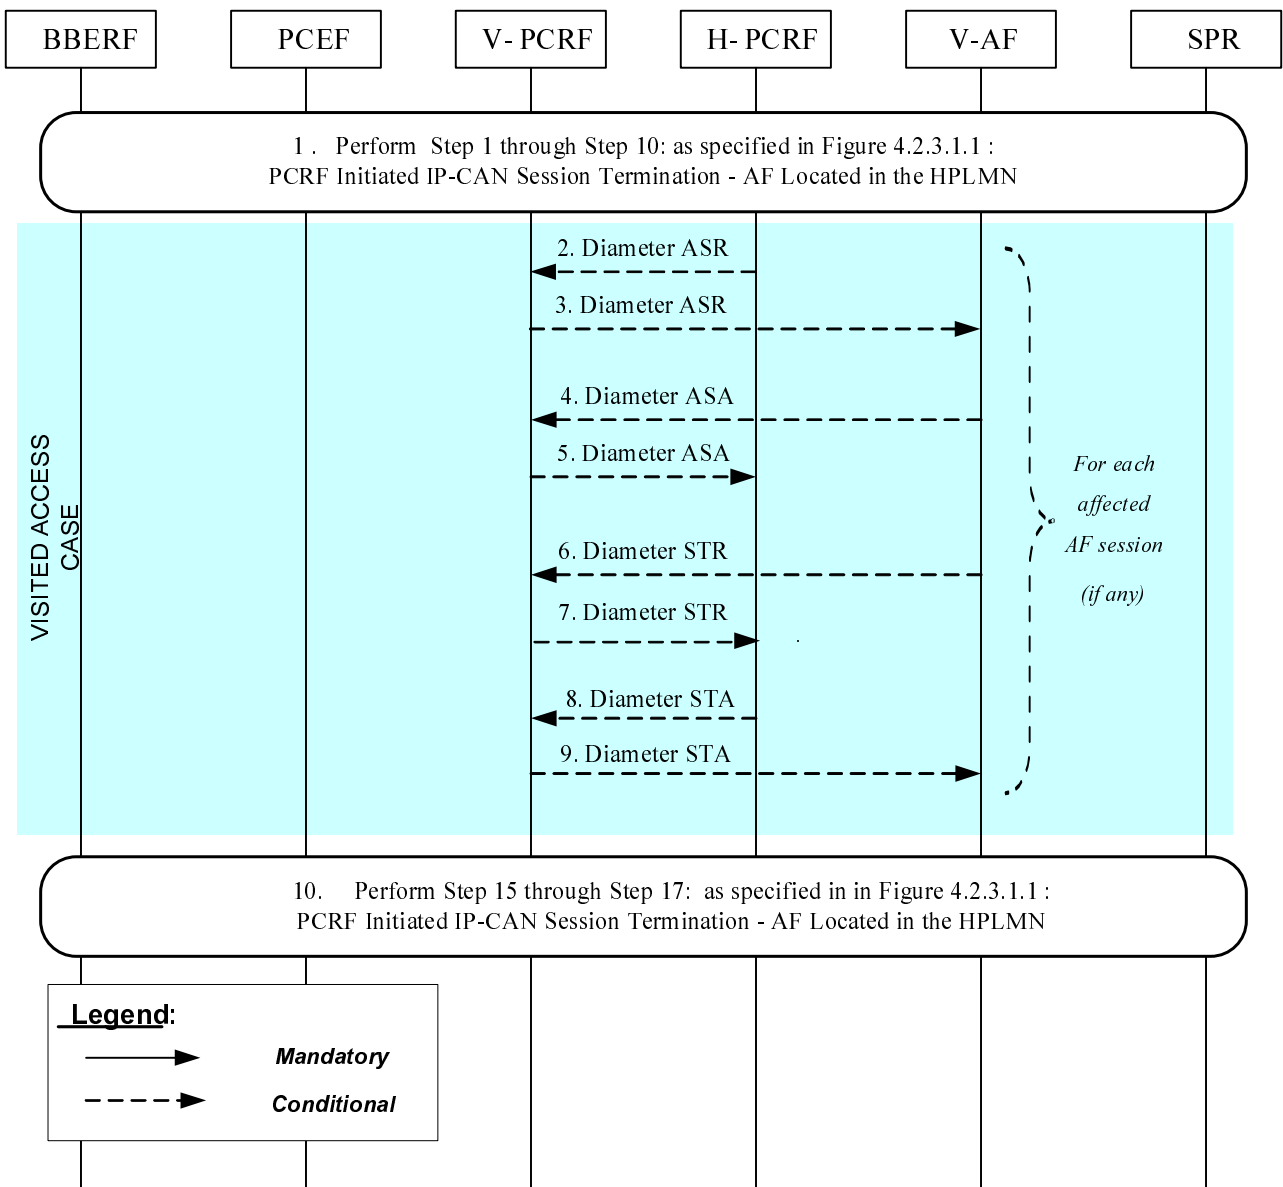 BBERF PCEF V- PCRF H- PCRF V-AF SPR
1 . Perform Step 1 through Step 10: as specified in Figure 4.2.3.1.1 :
PCRF Initiated IP-CAN Session Termination - AF Located in the HPLMN
2. Diameter ASR
3. Diameter ASR
4. Diameter ASA
5. Diameter ASA
6. Diameter STR
7. Diameter STR
8. Diameter STA
9. Diameter STA
VISITED ACCESS
CASE
For each
affected
AF session
(if any)
10. Perform Step 15 through Step 17: as specified in in Figure 4.2.3.1.1 :
PCRF Initiated IP-CAN Session Termination - AF Located in the HPLMN
Legend:
Mandatory
Conditional